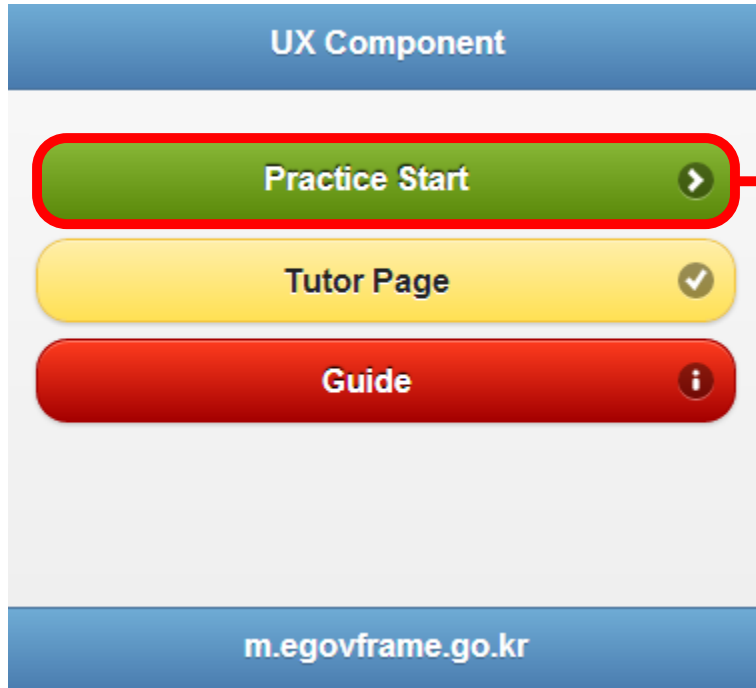 UX Component
Practice Start
Tutor Page
Guide
m.egovframe.go.kr